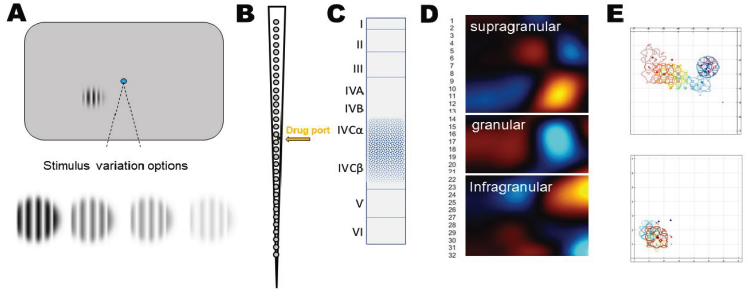 A
Stimulus variation options
B
Drug port
C
I
II
III
IVA
IVB
IVCα
IVCβ
V
VI
D
1
2
3
4
5
6
7
8
9
10
11
12
13
14
15
16
17
18
19
20
21
22
23
24
25
26
27
28
29
30
31
32
supragranular
granular
Infragranular
E